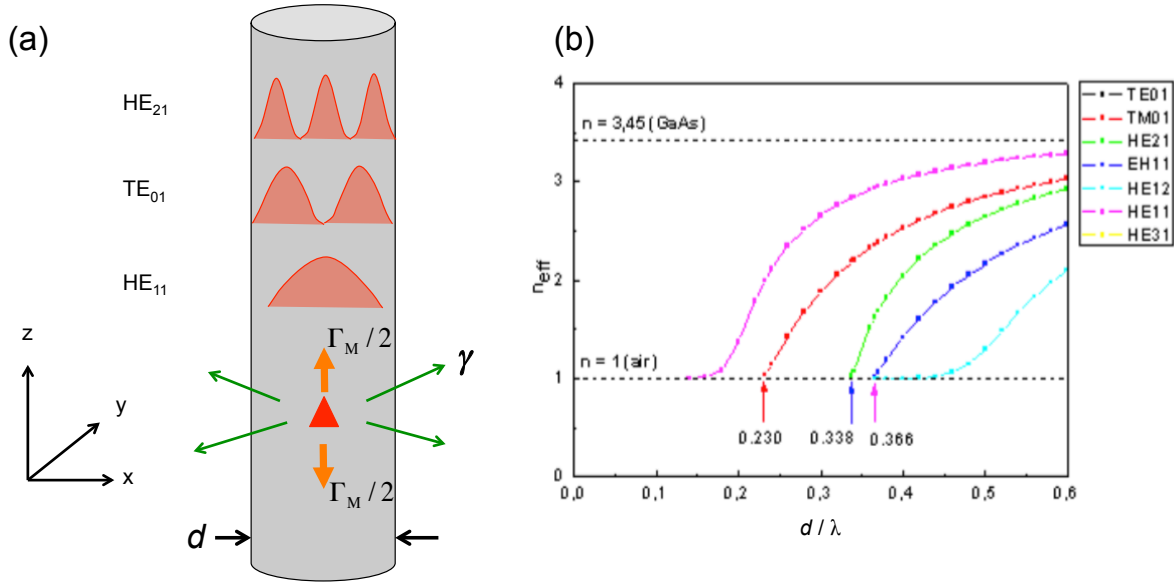 (a)
HE21
TE01
HE11
z
y
x
ΓM/2
γ
ΓM/2
d
(b)
4
3
2
1
0
neff
n = 3,45 (GaAs)
n = 1 (air)
0.230
0.338
0.366
0,0
0,1
0,2
0,3
0,4
0,5
0,6
d / λ
TE01
TM01
HE21
EH11
HE12
HE11
HE31